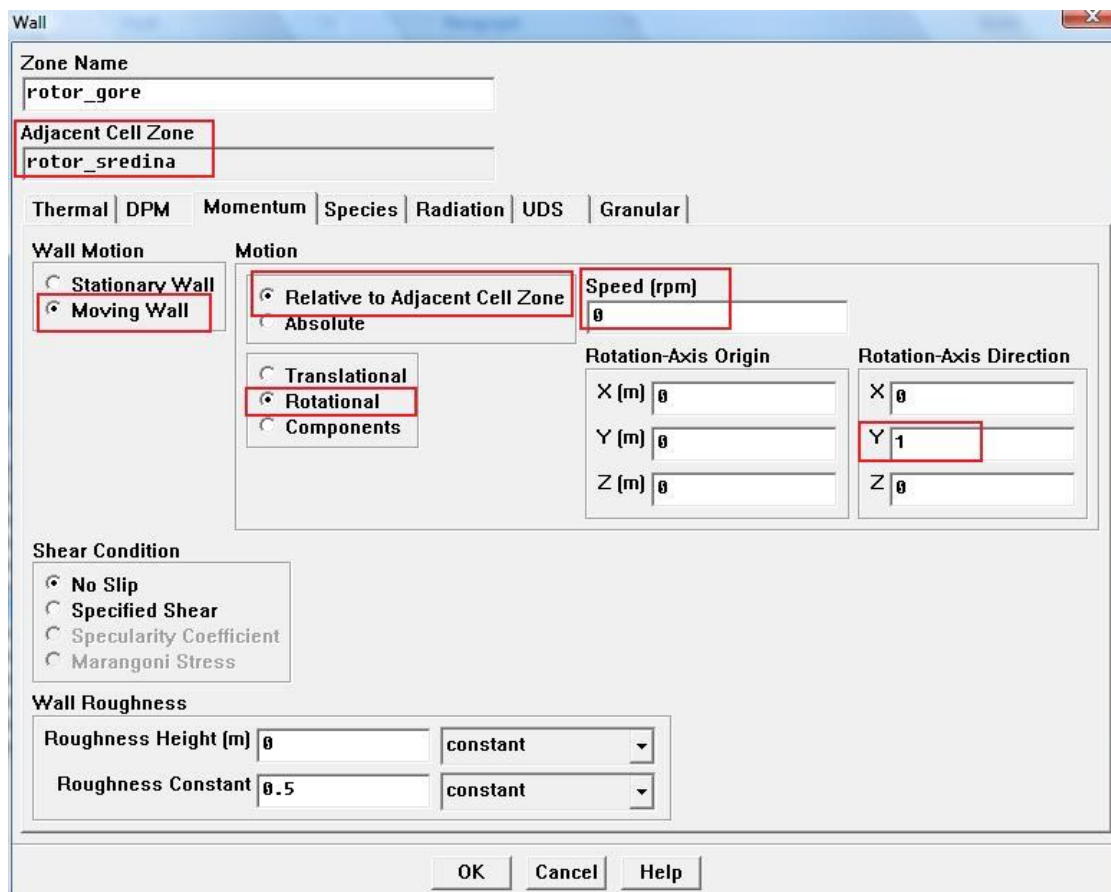 Wall
Zone Name
rotor_gore
Adjacent Cell Zone
rotor_sredina
Thermal DPM Momentum Species Radiation UDS Granular
Wall Motion
Stationary Wall
Moving Wall
Motion
Relative to Adjacent Cell Zone
Absolute
Translational
Rotational
Components
Speed (rpm)
0
Rotation-Axis Origin
X (m) 0
Y (m) 0
Z (m) 0
Rotation-Axis Direction
X 0
Y 1
Z 0
Shear Condition
No Slip
Specified Shear
Specularity Coefficient
Marangoni Stress
Wall Roughness
Roughness Height (m) 0 constant
Roughness Constant 0.5 constant
OK Cancel Help